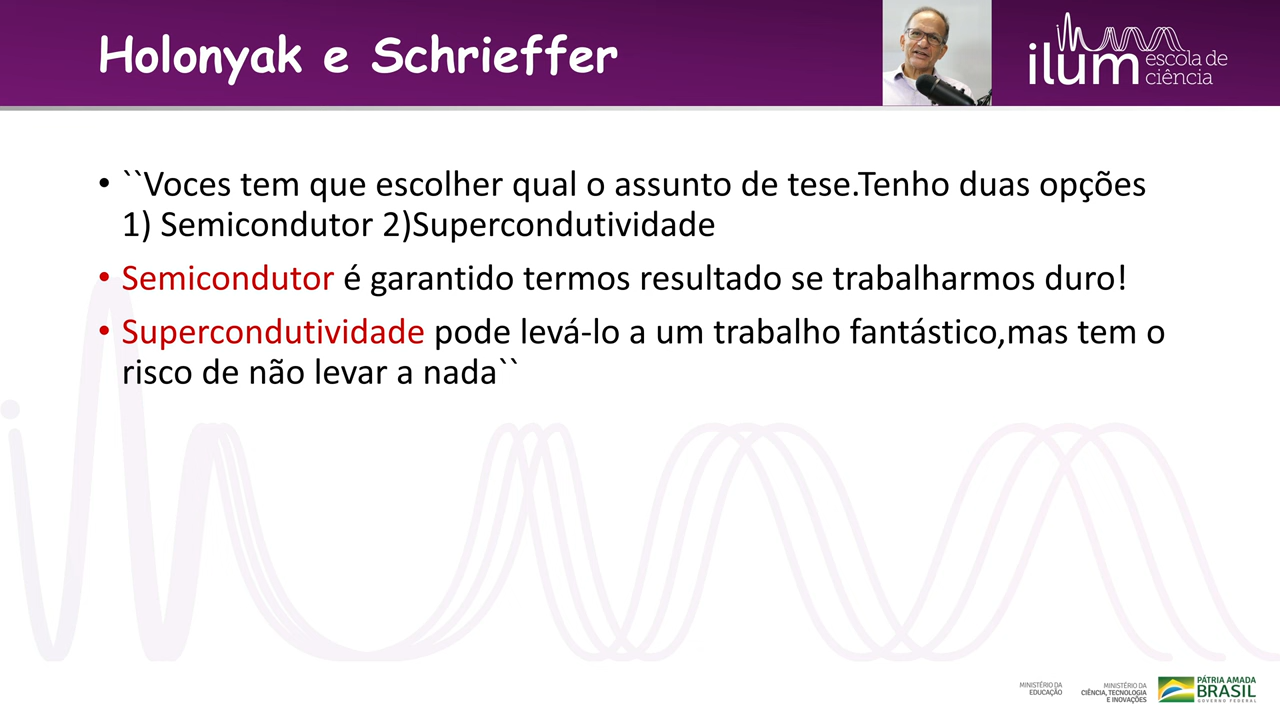 Holonyak e Schrieffer
ilum escola de
ciência
• ``Voces tem que escolher qual o assunto de tese.Tenho duas opções
1) Semicondutor 2)Supercondutividade
• Semicondutor é garantido termos resultado se trabalharmos duro!
• Supercondutividade pode levá-lo a um trabalho fantástico,mas tem o
risco de não levar a nada``
MINISTÉRIO DA
EDUCAÇÃO
MINISTÉRIO DA
CIÊNCIA, TECNOLOGIA
E INOVAÇÕES
PÁTRIA AMADA
BRASIL
GOVERNO FEDERAL